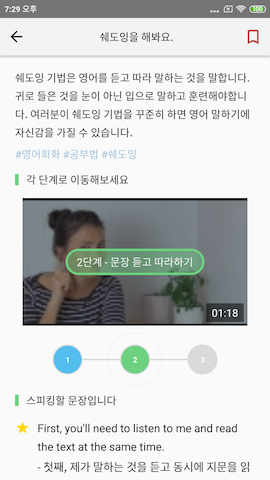 7:29 오후
100
쉐도잉을 해봐요.
쉐도잉 기법은 영어를 듣고 따라 말하는 것을 말합니다.
귀로 들은 것을 눈이 아닌 입으로 말하고 훈련해야합니
다. 여러분이 쉐도잉 기법을 꾸준히 하면 영어 말하기에
자신감을 가질 수 있습니다.
#영어회화 #공부법 #쉐도잉
각 단계로 이동해보세요
2단계 - 문장 듣고 따라하기
01:18
1 2 3
스피킹할 문장입니다
First, you'll need to listen to me and read
the text at the same time.
- 첫째, 제가 말하는 것을 듣고 동시에 지문을 읽